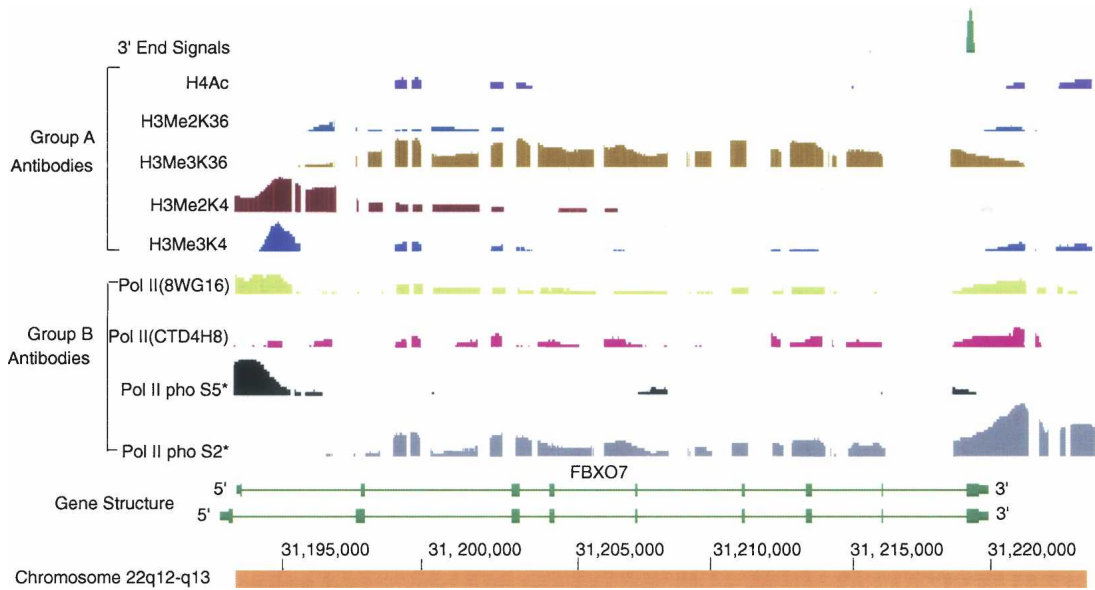 3' End Signals
H4Ac
H3Me2K36
Group A
Antibodies
H3Me3K36
H3Me2K4
H3Me3K4
Pol II(8WG16)
Group B
Antibodies
Pol II(CTD4H8)
Pol II pho S5*
Pol II pho S2*
FBXO7
5' 3'
Gene Structure
5' 3'
31,195,000 31, 200,000 31,205,000 31,210,000 31, 215,000 31,220,000
Chromosome 22q12-q13